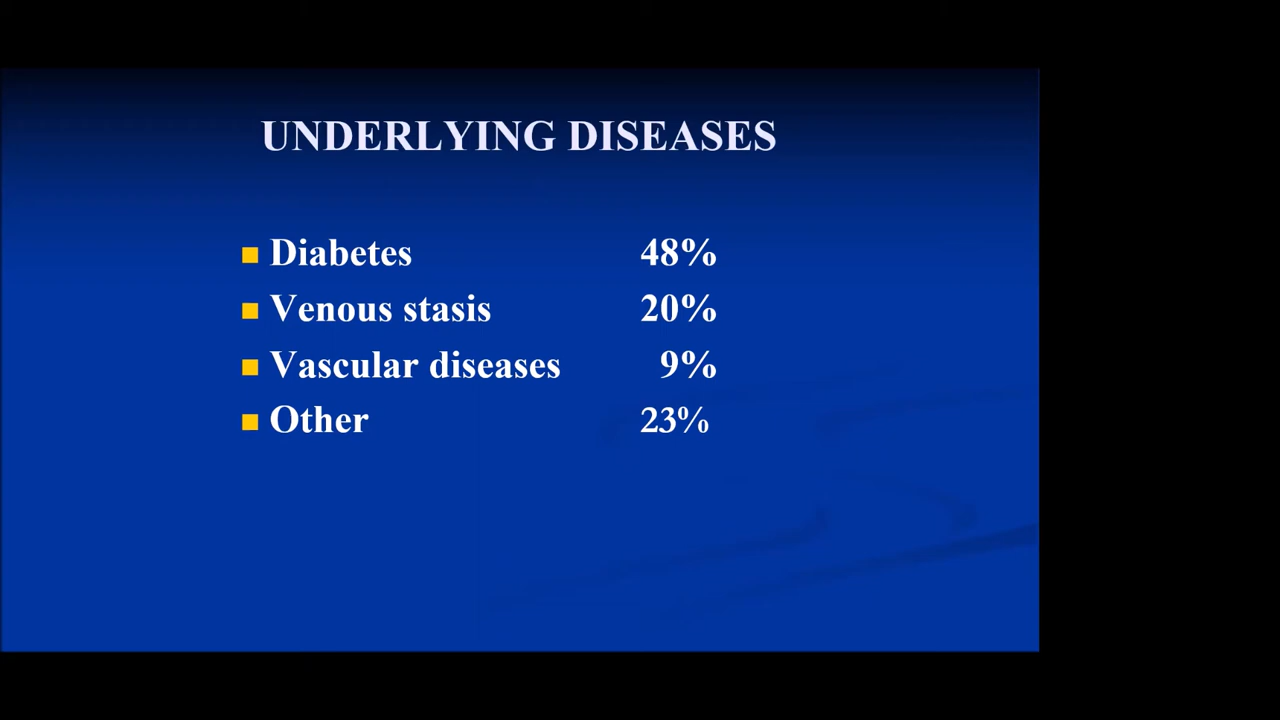 UNDERLYING DISEASES
Diabetes 48%
Venous stasis 20%
Vascular diseases 9%
Other 23%